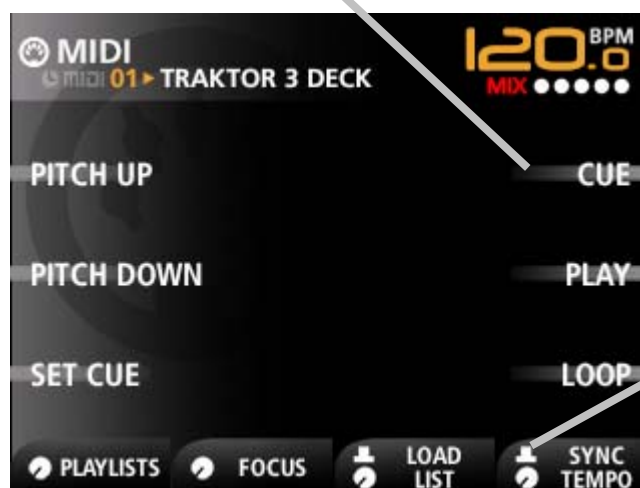 MIDI
120.0 BPM
midi 01 TRAKTOR 3 DECK
MIX
PITCH UP
CUE
PITCH DOWN
PLAY
SET CUE
LOOP
PLAYLISTS
FOCUS
LOAD LIST
SYNC TEMPO